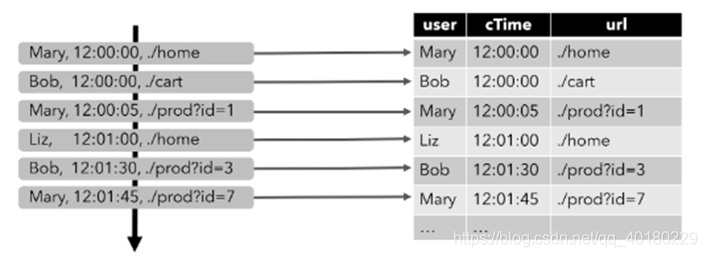 Mary, 12:00:00, ./home
Bob, 12:00:00, ./cart
Mary, 12:00:05, ./prod?id=1
Liz, 12:01:00, ./home
Bob, 12:01:30, ./prod?id=3
Mary, 12:01:45, ./prod?id=7
user cTime url
Mary 12:00:00 ./home
Bob 12:00:00 ./cart
Mary 12:00:05 ./prod?id=1
Liz 12:01:00 ./home
Bob 12:01:30 ./prod?id=3
Mary 12:01:45 ./prod?id=7
... ...
https://blog.csdn.net/qq_40180229